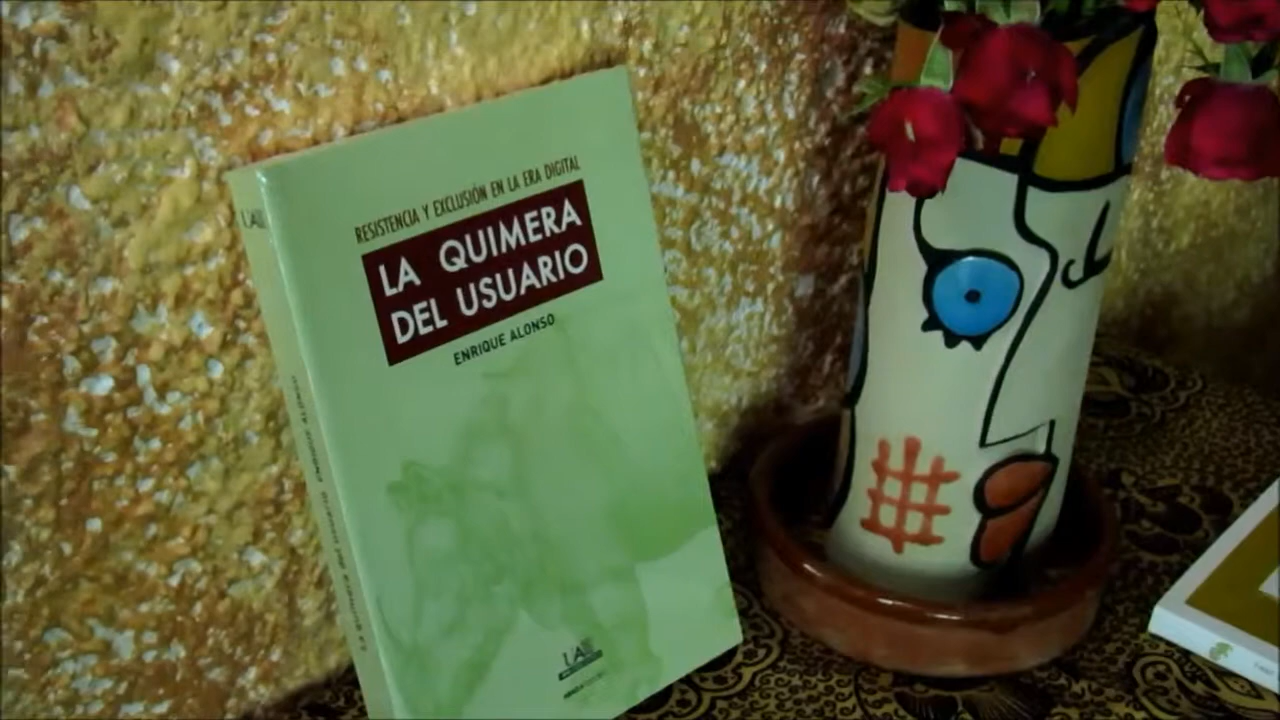 RESISTENCIA Y EXCLUSIÓN EN LA ERA DIGITAL
LA QUIMERA
DEL USUARIO
ENRIQUE ALONSO